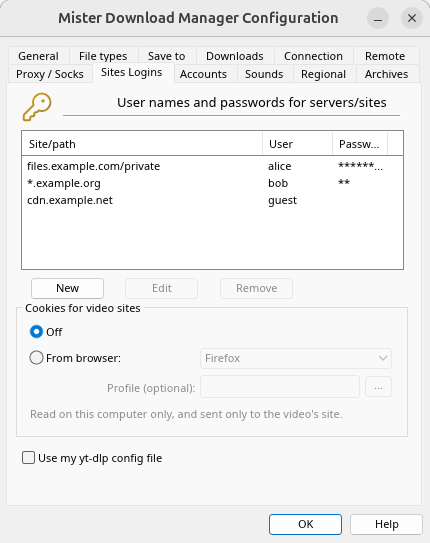 Mister Download Manager Configuration
General File types Save to Downloads Connection Remote
Proxy / Socks Sites Logins Accounts Sounds Regional Archives
User names and passwords for servers/sites
Site/path User Passw...
files.example.com/private alice ******...
*.example.org bob **
cdn.example.net guest
New Edit Remove
Cookies for video sites
Off
From browser: Firefox
Profile (optional): ...
Read on this computer only, and sent only to the video's site.
Use my yt-dlp config file
OK Help